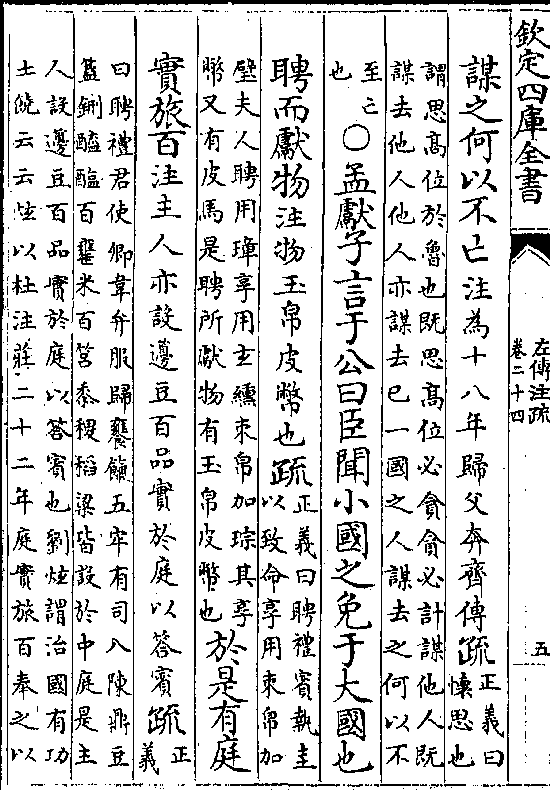 欽定四庫全書
左傳注疏
卷二十四
五
謀之何以不亡注為十八年歸父奔齊傳疏
正義曰
懷思也
謂思高位於魯也既思高位必貪貪必計謀他人既
謀去他人他人亦謀去已一國之人謀去之何以不
至亡
也
○孟獻子言于公曰臣聞小國之免于大國也
聘而獻物注物玉帛皮幣也疏
正義曰聘禮賓執圭
以致命享用束帛加
璧夫人聘用璋享用玄纁束帛加琮其享
幣又有皮馬是聘所獻物有玉帛皮幣也
於是有庭
實旅百注主人亦設邊豆百品實於庭以答賓疏
正
義
曰聘禮君使卿韋弁服歸饔餼五牢有司入陳鼎豆
簠鉶醯醢百罋米百筥黍稷稻粱皆設於中庭是主
人設邊豆百品實於庭以答賓也劉炫謂治國有功
土饒云云炫以杜注莊二十二年庭實旅百奉之以